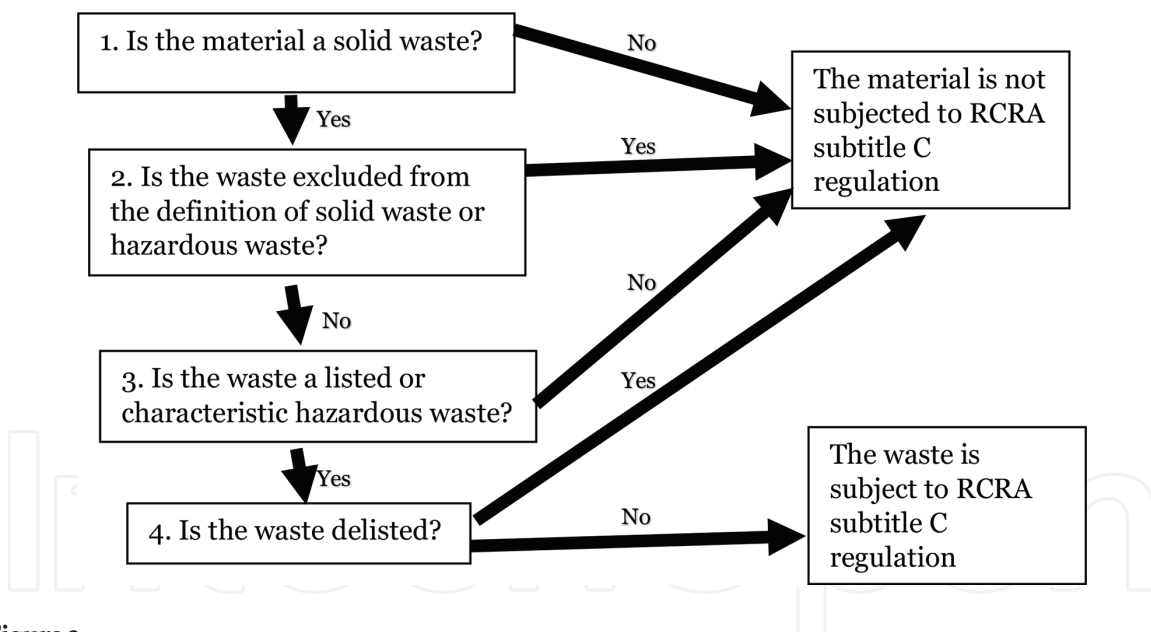 1. Is the material a solid waste?
No
The material is not
subjected to RCRA
subtitle C
regulation
Yes
2. Is the waste excluded from
the definition of solid waste or
hazardous waste?
Yes
No
No
3. Is the waste a listed or
characteristic hazardous waste?
Yes
Yes
4. Is the waste delisted?
No
The waste is
subject to RCRA
subtitle C
regulation